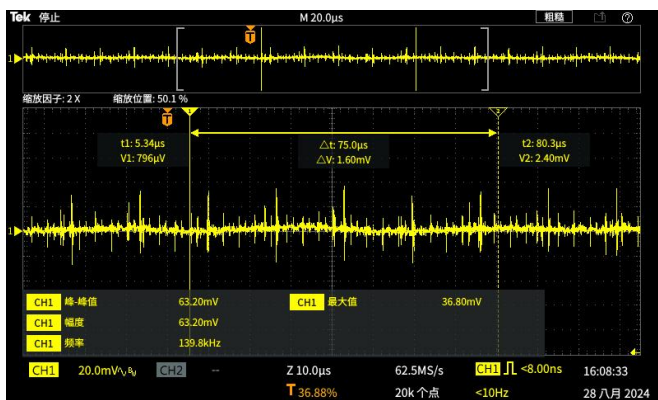 Tek 停止 M 20.0µs 粗糙
T
1
缩放因子: 2 X 缩放位置: 50.1 %
T 1 2
t1: 5.34µs △t: 75.0µs t2: 80.3µs
V1: 796µV △V: 1.60mV V2: 2.40mV
1
CH1 峰-峰值 63.20mV CH1 最大值 36.80mV
CH1 幅度 63.20mV
CH1 频率 139.8kHz
CH1 20.0mV CH2 -- Z 10.0µs 62.5MS/s CH1 <8.00ns 16:08:33
T 36.88% 20k 个点 <10Hz 28 八月 2024